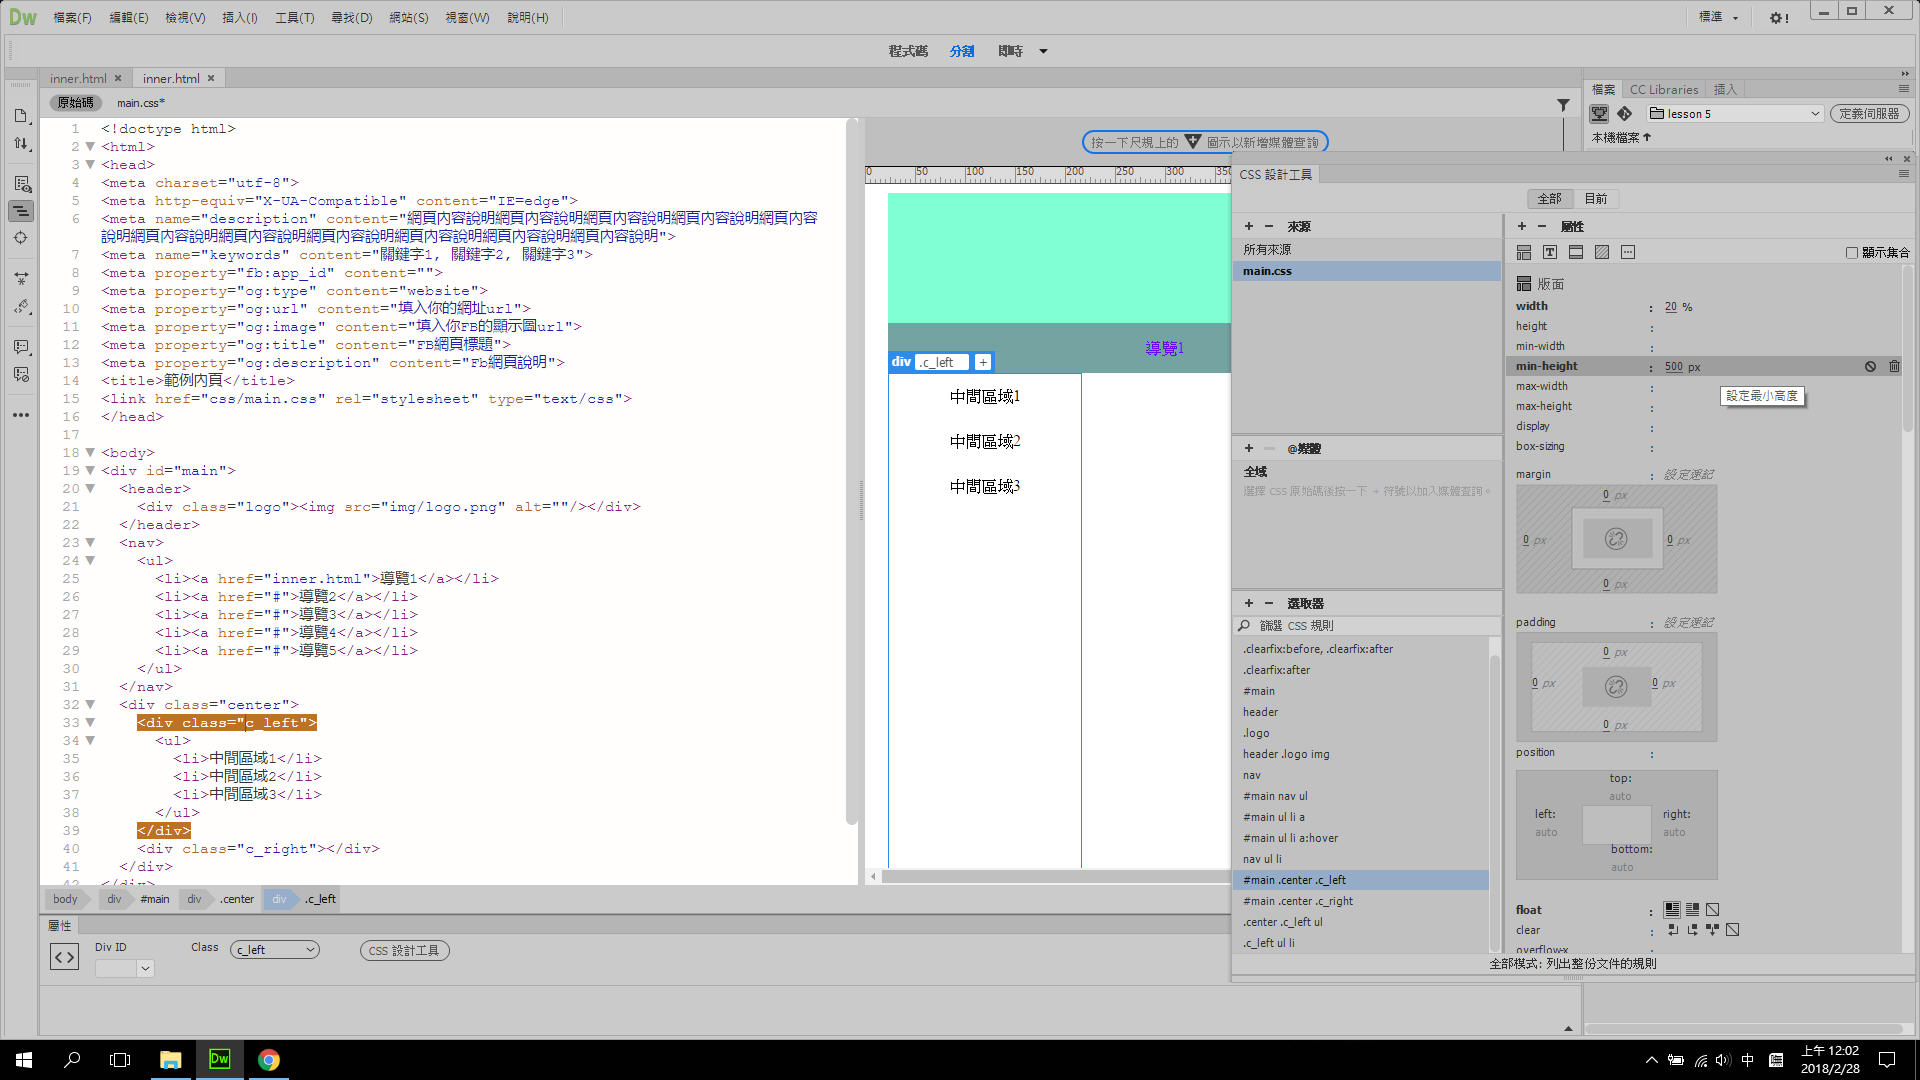 Dw 檔案(F) 編輯(E) 檢視(V) 插入(I) 工具(T) 尋找(D) 網站(S) 視窗(W) 說明(H) 標準
程式碼 分割 即時
inner.html × inner.html ×
原始碼 main.css*
1 <!doctype html>
2 <html>
3 <head>
4 <meta charset="utf-8">
5 <meta http-equiv="X-UA-Compatible" content="IE=edge">
6 <meta name="description" content="網頁內容說明網頁內容說明網頁內容說明網頁內容說明網頁內容
說明網頁內容說明網頁內容說明網頁內容說明網頁內容說明網頁內容說明網頁內容說明">
7 <meta name="keywords" content="關鍵字1, 關鍵字2, 關鍵字3">
8 <meta property="fb:app_id" content="">
9 <meta property="og:type" content="website">
10 <meta property="og:url" content="填入你的網址url">
11 <meta property="og:image" content="填入你FB的顯示圖url">
12 <meta property="og:title" content="FB網頁標題">
13 <meta property="og:description" content="Fb網頁說明">
14 <title>範例內頁</title>
15 <link href="css/main.css" rel="stylesheet" type="text/css">
16 </head>
17
18 <body>
19 <div id="main">
20 <header>
21 <div class="logo"><img src="img/logo.png" alt=""/></div>
22 </header>
23 <nav>
24 <ul>
25 <li><a href="inner.html">導覽1</a></li>
26 <li><a href="#">導覽2</a></li>
27 <li><a href="#">導覽3</a></li>
28 <li><a href="#">導覽4</a></li>
29 <li><a href="#">導覽5</a></li>
30 </ul>
31 </nav>
32 <div class="center">
33 <div class="c_left">
34 <ul>
35 <li>中間區域1</li>
36 <li>中間區域2</li>
37 <li>中間區域3</li>
38 </ul>
39 </div>
40 <div class="c_right"></div>
41 </div>
42 </div>
body div #main div .center div .c_left
屬性
Div ID Class c_left CSS 設計工具
按一下尺規上的 圖示以新增媒體查詢
0 50 100 150 200 250 300 350
導覽1
div .c_left +
中間區域1
中間區域2
中間區域3
檔案 CC Libraries 插入
lesson 5 定義伺服器
本機檔案
CSS 設計工具
全部 目前
+ − 來源
所有來源
main.css
+ − @媒體
全域
選擇 CSS 原始碼後按一下 + 符號以加入媒體查詢。
+ − 選取器
篩選 CSS 規則
.clearfix:before, .clearfix:after
.clearfix:after
#main
header
.logo
header .logo img
nav
#main nav ul
#main ul li a
#main ul li a:hover
nav ul li
#main .center .c_left
#main .center .c_right
.center .c_left ul
.c_left ul li
+ − 屬性
顯示集合
版面
width : 20 %
height :
min-width :
min-height : 500 px
max-width :
設定最小高度
max-height :
display :
box-sizing :
margin : 設定速記
0 px
0 px 0 px
0 px
padding : 設定速記
0 px
0 px 0 px
0 px
position :
top:
auto
left: right:
auto auto
bottom:
auto
float :
clear :
overflow-x
全部模式: 列出整份文件的規則
Dw 中 上午 12:02
2018/2/28